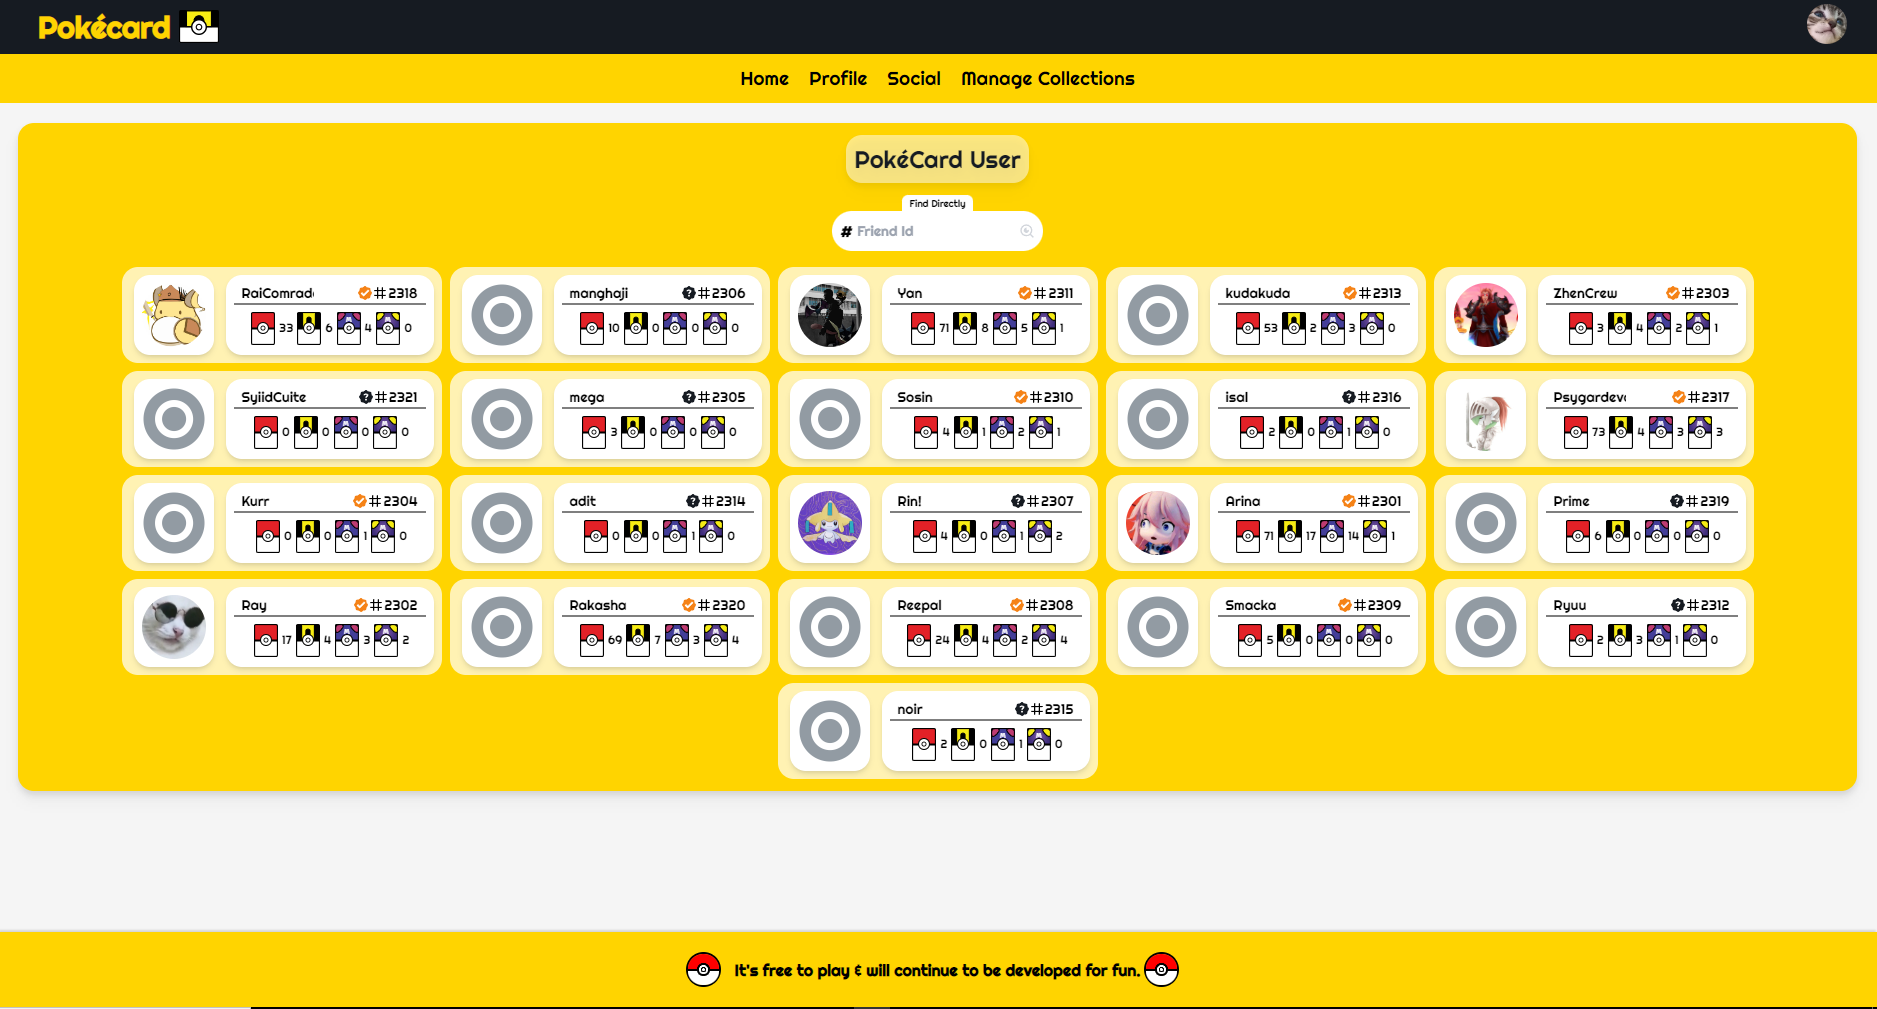 Pokécard
Home Profile Social Manage Collections
PokéCard User
Find Directly
# Friend Id
RaiComrad #2318
33 6 4 0
manghaji #2306
10 0 0 0
Yan #2311
71 8 5 1
kudakuda #2313
53 2 3 0
ZhenCrew #2303
3 4 2 1
SyiidCuite #2321
0 0 0 0
mega #2305
3 0 0 0
Sosin #2310
4 1 2 1
isal #2316
2 0 1 0
Psygardev #2317
73 4 3 3
Kurr #2304
0 0 1 0
adit #2314
0 0 1 0
Rin! #2307
4 0 1 2
Arina #2301
71 17 14 1
Prime #2319
6 0 0 0
Ray #2302
17 4 3 2
Rakasha #2320
69 7 3 4
Reepal #2308
24 4 2 4
Smacka #2309
5 0 0 0
Ryuu #2312
2 3 1 0
noir #2315
2 0 1 0
It's free to play & will continue to be developed for fun.